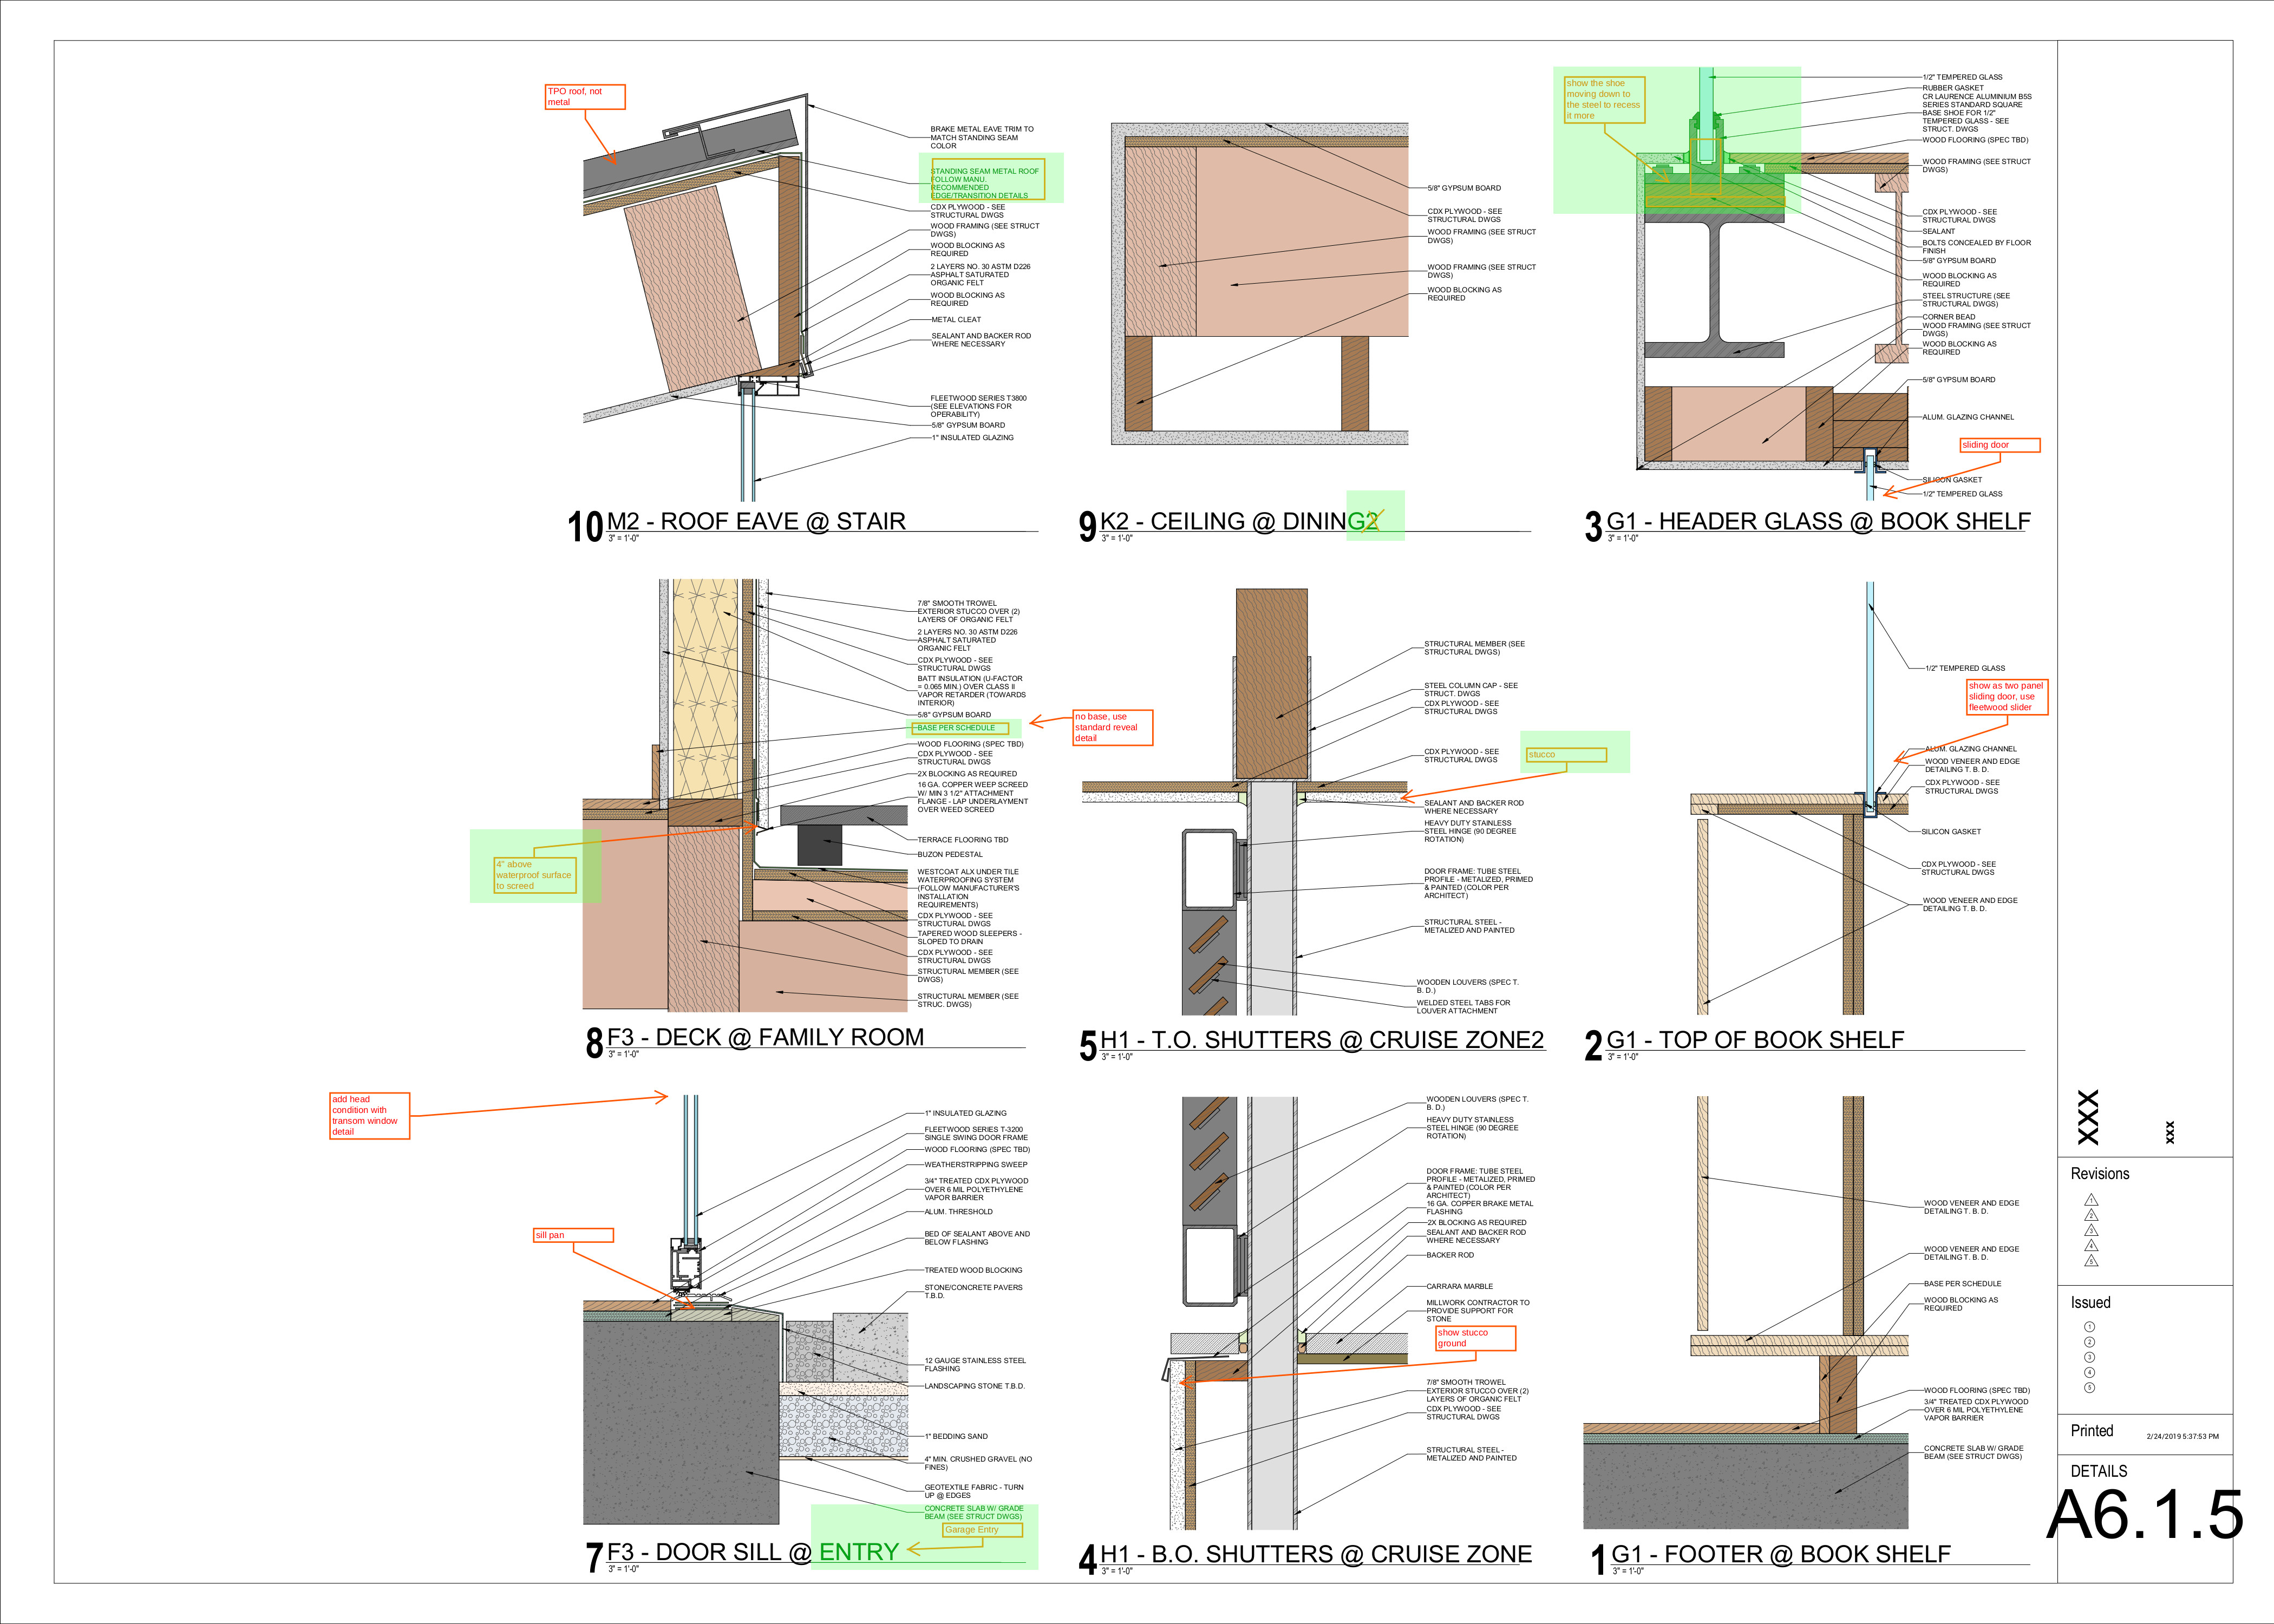 TPO roof, not
metal
BRAKE METAL EAVE TRIM TO
MATCH STANDING SEAM
COLOR
STANDING SEAM METAL ROOF
FOLLOW MANU.
RECOMMENDED
EDGE/TRANSITION DETAILS
CDX PLYWOOD - SEE
STRUCTURAL DWGS
WOOD FRAMING (SEE STRUCT
DWGS)
WOOD BLOCKING AS
REQUIRED
2 LAYERS NO. 30 ASTM D226
ASPHALT SATURATED
ORGANIC FELT
WOOD BLOCKING AS
REQUIRED
METAL CLEAT
SEALANT AND BACKER ROD
WHERE NECESSARY
FLEETWOOD SERIES T3800
(SEE ELEVATIONS FOR
OPERABILITY)
5/8" GYPSUM BOARD
1" INSULATED GLAZING
10 M2 - ROOF EAVE @ STAIR
3" = 1'-0"
5/8" GYPSUM BOARD
CDX PLYWOOD - SEE
STRUCTURAL DWGS
WOOD FRAMING (SEE STRUCT
DWGS)
WOOD FRAMING (SEE STRUCT
DWGS)
WOOD BLOCKING AS
REQUIRED
9 K2 - CEILING @ DINING2
3" = 1'-0"
show the shoe
moving down to
the steel to recess
it more
1/2" TEMPERED GLASS
RUBBER GASKET
CR LAURENCE ALUMINIUM B5S
SERIES STANDARD SQUARE
BASE SHOE FOR 1/2"
TEMPERED GLASS - SEE
STRUCT. DWGS
WOOD FLOORING (SPEC TBD)
WOOD FRAMING (SEE STRUCT
DWGS)
CDX PLYWOOD - SEE
STRUCTURAL DWGS
SEALANT
BOLTS CONCEALED BY FLOOR
FINISH
5/8" GYPSUM BOARD
WOOD BLOCKING AS
REQUIRED
STEEL STRUCTURE (SEE
STRUCTURAL DWGS)
CORNER BEAD
WOOD FRAMING (SEE STRUCT
DWGS)
WOOD BLOCKING AS
REQUIRED
5/8" GYPSUM BOARD
ALUM. GLAZING CHANNEL
sliding door
SILICON GASKET
1/2" TEMPERED GLASS
3 G1 - HEADER GLASS @ BOOK SHELF
3" = 1'-0"
7/8" SMOOTH TROWEL
EXTERIOR STUCCO OVER (2)
LAYERS OF ORGANIC FELT
2 LAYERS NO. 30 ASTM D226
ASPHALT SATURATED
ORGANIC FELT
CDX PLYWOOD - SEE
STRUCTURAL DWGS
BATT INSULATION (U-FACTOR
= 0.065 MIN.) OVER CLASS II
VAPOR RETARDER (TOWARDS
INTERIOR)
5/8" GYPSUM BOARD
BASE PER SCHEDULE
no base, use
standard reveal
detail
WOOD FLOORING (SPEC TBD)
CDX PLYWOOD - SEE
STRUCTURAL DWGS
2X BLOCKING AS REQUIRED
16 GA. COPPER WEEP SCREED
W/ MIN 3 1/2" ATTACHMENT
FLANGE - LAP UNDERLAYMENT
OVER WEED SCREED
4" above
waterproof surface
to screed
TERRACE FLOORING TBD
BUZON PEDESTAL
WESTCOAT ALX UNDER TILE
WATERPROOFING SYSTEM
(FOLLOW MANUFACTURER'S
INSTALLATION
REQUIREMENTS)
CDX PLYWOOD - SEE
STRUCTURAL DWGS
TAPERED WOOD SLEEPERS -
SLOPED TO DRAIN
CDX PLYWOOD - SEE
STRUCTURAL DWGS
STRUCTURAL MEMBER (SEE
DWGS)
STRUCTURAL MEMBER (SEE
STRUC. DWGS)
8 F3 - DECK @ FAMILY ROOM
3" = 1'-0"
STRUCTURAL MEMBER (SEE
STRUCTURAL DWGS)
STEEL COLUMN CAP - SEE
STRUCT. DWGS
CDX PLYWOOD - SEE
STRUCTURAL DWGS
CDX PLYWOOD - SEE
STRUCTURAL DWGS
stucco
SEALANT AND BACKER ROD
WHERE NECESSARY
HEAVY DUTY STAINLESS
STEEL HINGE (90 DEGREE
ROTATION)
DOOR FRAME: TUBE STEEL
PROFILE - METALIZED, PRIMED
& PAINTED (COLOR PER
ARCHITECT)
STRUCTURAL STEEL -
METALIZED AND PAINTED
WOODEN LOUVERS (SPEC T.
B. D.)
WELDED STEEL TABS FOR
LOUVER ATTACHMENT
5 H1 - T.O. SHUTTERS @ CRUISE ZONE2
3" = 1'-0"
1/2" TEMPERED GLASS
show as two panel
sliding door, use
fleetwood slider
ALUM. GLAZING CHANNEL
WOOD VENEER AND EDGE
DETAILING T. B. D.
CDX PLYWOOD - SEE
STRUCTURAL DWGS
SILICON GASKET
CDX PLYWOOD - SEE
STRUCTURAL DWGS
WOOD VENEER AND EDGE
DETAILING T. B. D.
2 G1 - TOP OF BOOK SHELF
3" = 1'-0"
add head
condition with
transom window
detail
1" INSULATED GLAZING
FLEETWOOD SERIES T-3200
SINGLE SWING DOOR FRAME
WOOD FLOORING (SPEC TBD)
WEATHERSTRIPPING SWEEP
3/4" TREATED CDX PLYWOOD
OVER 6 MIL POLYETHYLENE
VAPOR BARRIER
ALUM. THRESHOLD
sill pan
BED OF SEALANT ABOVE AND
BELOW FLASHING
TREATED WOOD BLOCKING
STONE/CONCRETE PAVERS
T.B.D.
12 GAUGE STAINLESS STEEL
FLASHING
LANDSCAPING STONE T.B.D.
1" BEDDING SAND
4" MIN. CRUSHED GRAVEL (NO
FINES)
GEOTEXTILE FABRIC - TURN
UP @ EDGES
CONCRETE SLAB W/ GRADE
BEAM (SEE STRUCT DWGS)
Garage Entry
7 F3 - DOOR SILL @ ENTRY
3" = 1'-0"
WOODEN LOUVERS (SPEC T.
B. D.)
HEAVY DUTY STAINLESS
STEEL HINGE (90 DEGREE
ROTATION)
DOOR FRAME: TUBE STEEL
PROFILE - METALIZED, PRIMED
& PAINTED (COLOR PER
ARCHITECT)
16 GA. COPPER BRAKE METAL
FLASHING
2X BLOCKING AS REQUIRED
SEALANT AND BACKER ROD
WHERE NECESSARY
BACKER ROD
CARRARA MARBLE
MILLWORK CONTRACTOR TO
PROVIDE SUPPORT FOR
STONE
show stucco
ground
7/8" SMOOTH TROWEL
EXTERIOR STUCCO OVER (2)
LAYERS OF ORGANIC FELT
CDX PLYWOOD - SEE
STRUCTURAL DWGS
STRUCTURAL STEEL -
METALIZED AND PAINTED
4 H1 - B.O. SHUTTERS @ CRUISE ZONE
3" = 1'-0"
WOOD VENEER AND EDGE
DETAILING T. B. D.
WOOD VENEER AND EDGE
DETAILING T. B. D.
BASE PER SCHEDULE
WOOD BLOCKING AS
REQUIRED
WOOD FLOORING (SPEC TBD)
3/4" TREATED CDX PLYWOOD
OVER 6 MIL POLYETHYLENE
VAPOR BARRIER
CONCRETE SLAB W/ GRADE
BEAM (SEE STRUCT DWGS)
1 G1 - FOOTER @ BOOK SHELF
3" = 1'-0"
XXX
XXX
Revisions
1
2
3
4
5
Issued
1
2
3
4
5
Printed 2/24/2019 5:37:53 PM
DETAILS
A6.1.5